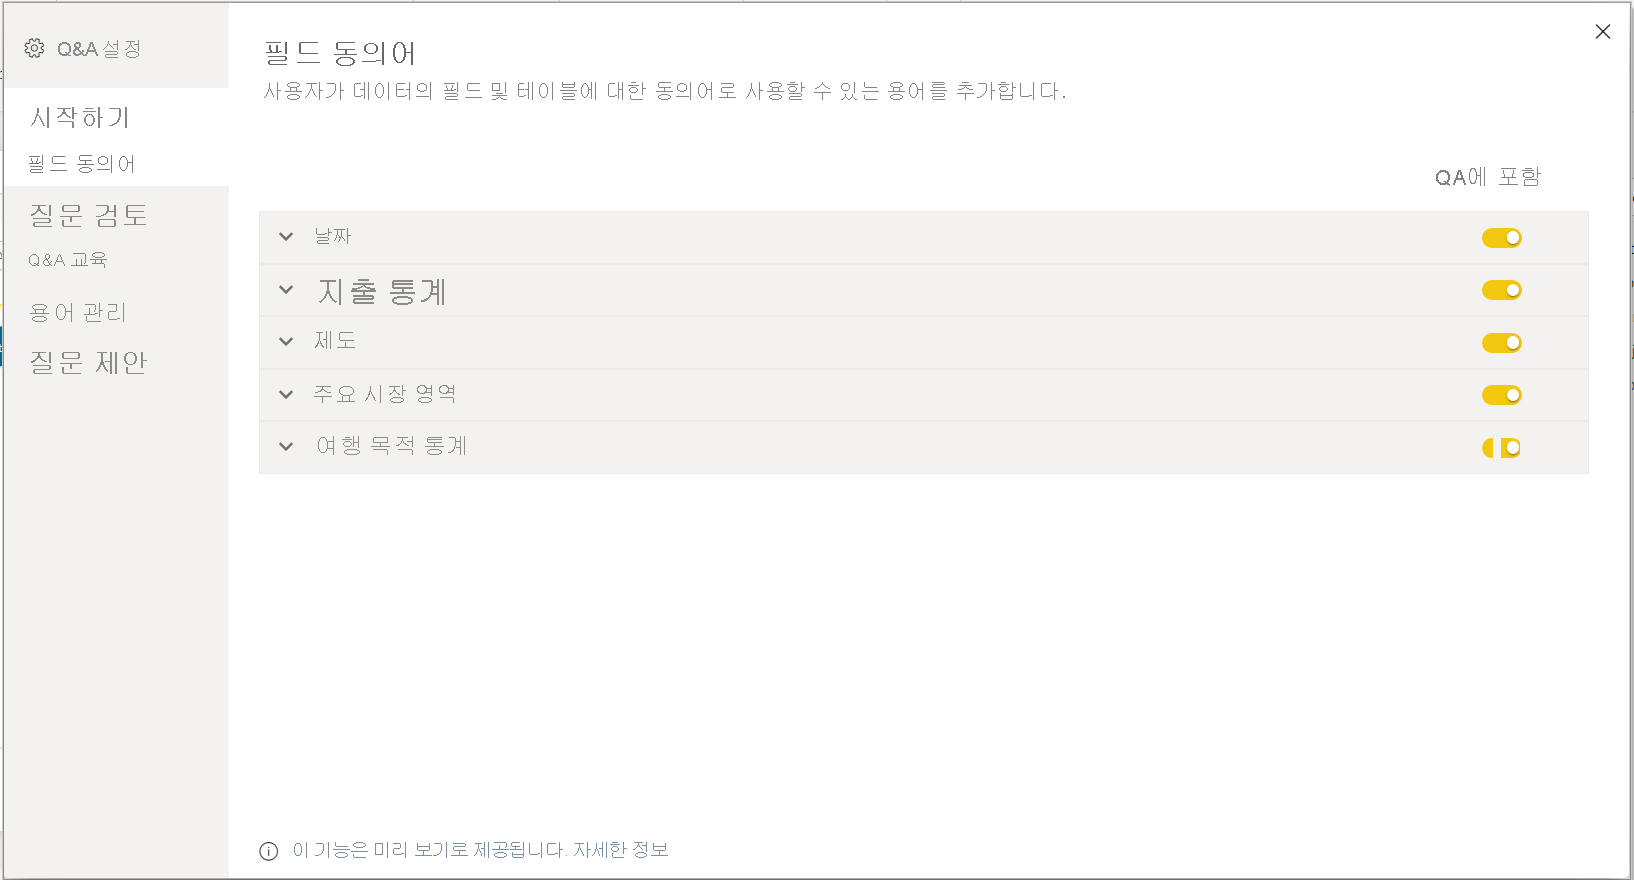 Q&A 설정
시작하기
필드 동의어
질문 검토
Q&A 교육
용어 관리
질문 제안
필드 동의어
사용자가 데이터의 필드 및 테이블에 대한 동의어로 사용할 수 있는 용어를 추가합니다.
QA에 포함
날짜
지출 통계
제도
주요 시장 영역
여행 목적 통계
이 기능은 미리 보기로 제공됩니다. 자세한 정보